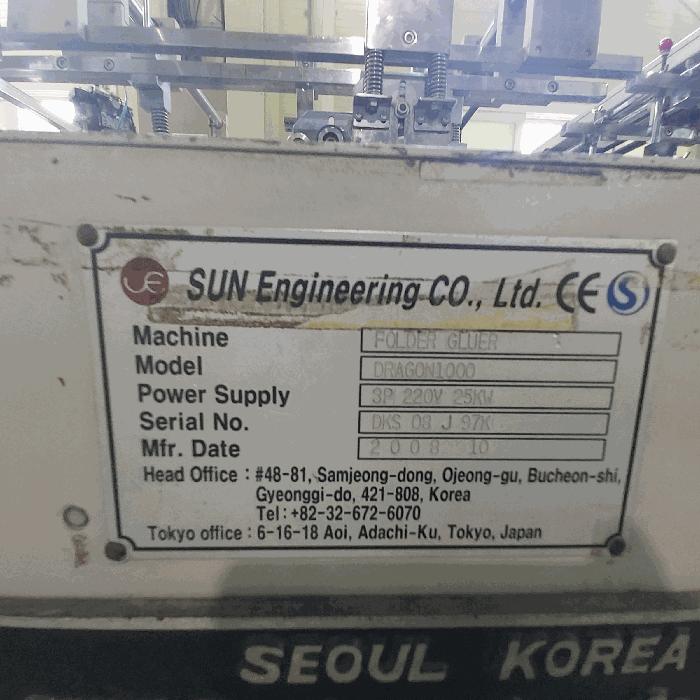 SUN Engineering CO., Ltd. CE S
Machine FOLDER GLUER
Model DRAGON1000
Power Supply 3P 220V 25KW
Serial No. DKS 08 J 97K
Mfr. Date 2008 10
Head Office : #48-81, Samjeong-dong, Ojeong-gu, Bucheon-shi,
Gyeonggi-do, 421-808, Korea
Tel : +82-32-672-6070
Tokyo office : 6-16-18 Aoi, Adachi-Ku, Tokyo, Japan
SEOUL KOREA